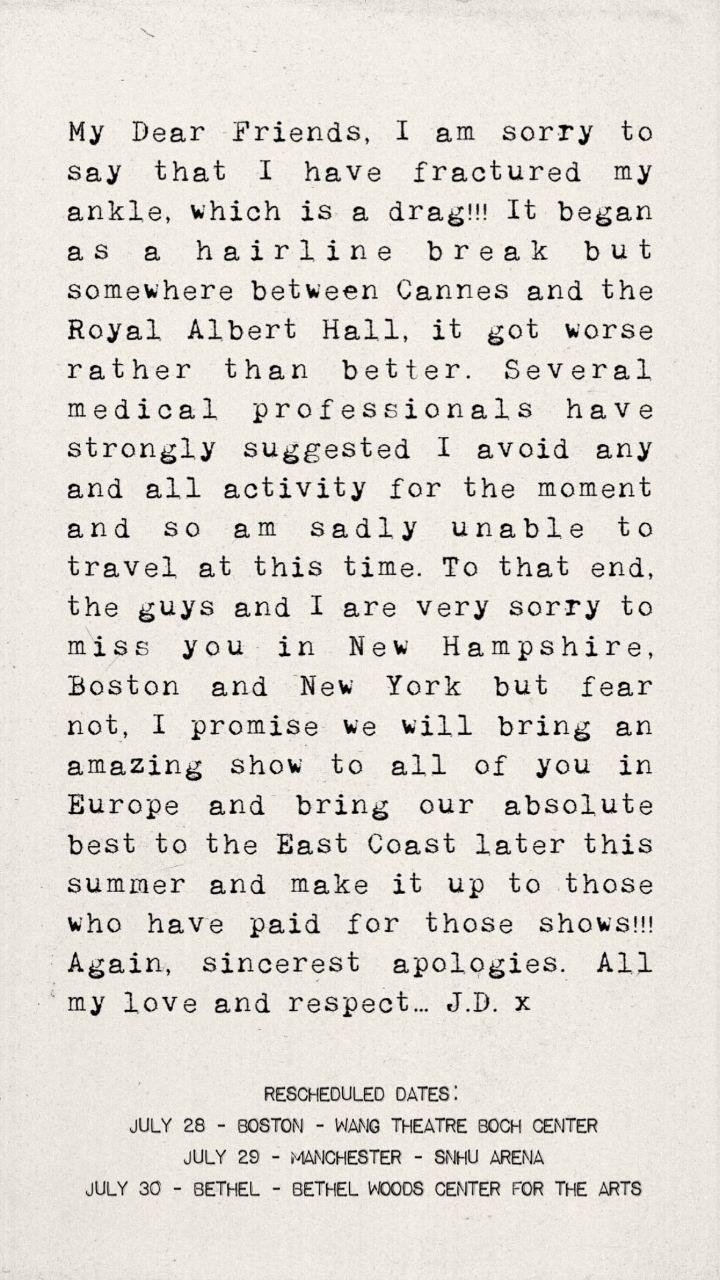 My Dear Friends, I am sorry to
say that I have fractured my
ankle, which is a drag!!! It began
as a hairline break but
somewhere between Cannes and the
Royal Albert Hall, it got worse
rather than better. Several
medical professionals have
strongly suggested I avoid any
and all activity for the moment
and so am sadly unable to
travel at this time. To that end,
the guys and I are very sorry to
miss you in New Hampshire,
Boston and New York but fear
not, I promise we will bring an
amazing show to all of you in
Europe and bring our absolute
best to the East Coast later this
summer and make it up to those
who have paid for those shows!!!
Again, sincerest apologies. All
my love and respect… J.D. x
RESCHEDULED DATES:
JULY 28 - BOSTON - WANG THEATRE BOCH CENTER
JULY 29 - MANCHESTER - SNHU ARENA
JULY 30 - BETHEL - BETHEL WOODS CENTER FOR THE ARTS